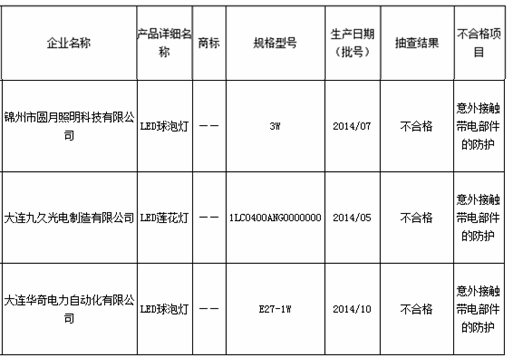 企业名称 产品详细名称 商标 规格型号 生产日期（批号） 抽查结果 不合格项目
锦州市圆月照明科技有限公司 LED球泡灯 —— 3W 2014/07 不合格 意外接触带电部件的防护
大连九久光电制造有限公司 LED莲花灯 —— 1LC0400ANG0000000 2014/05 不合格 意外接触带电部件的防护
大连华奇电力自动化有限公司 LED球泡灯 —— E27-1W 2014/10 不合格 意外接触带电部件的防护